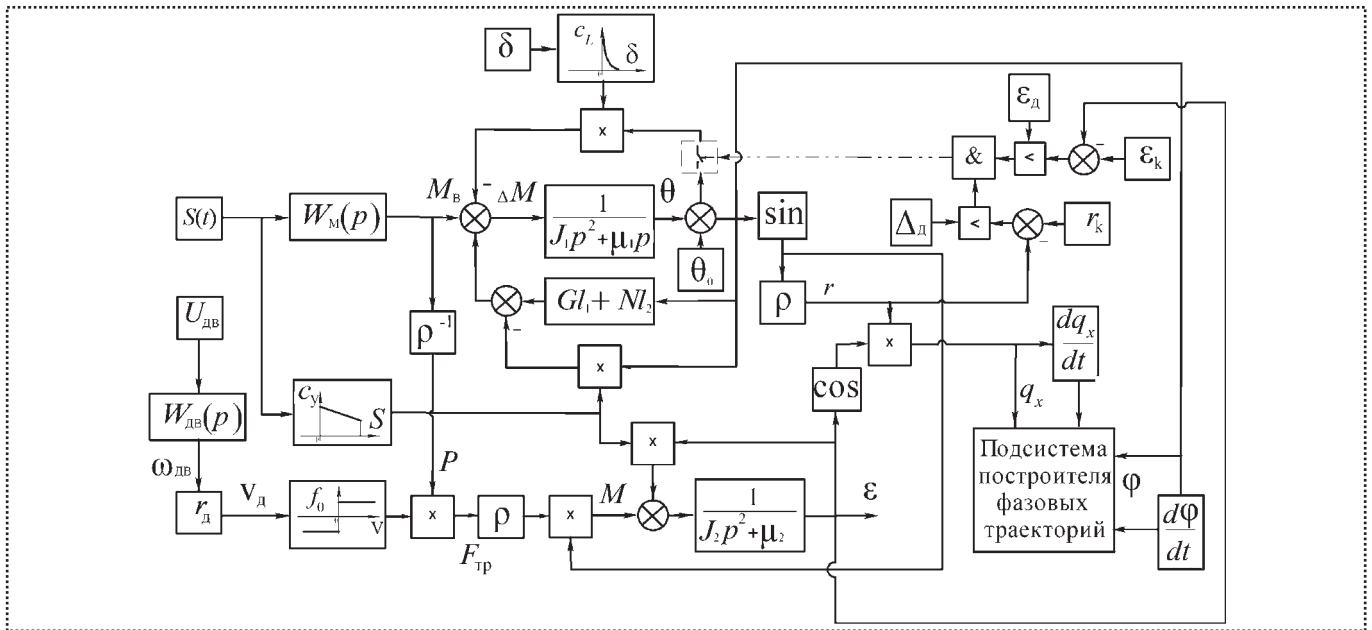 δ
c_L
δ
ε_д
&
<
-
ε_k
x
S(t)
W_м(p)
M_в
-
ΔM
1
J_1p^2+μ_1p
θ
sin
Δ_д
<
-
r_k
θ_0
ρ
r
Gl_1+Nl_2
-
U_дв
ρ^-1
x
x
dq_x
dt
cos
q_x
W_дв(p)
c_y
S
x
Подсистема
построителя
фазовых
траекторий
φ
ω_дв
P
r_д
V_д
f_0
V
x
ρ
x
M
1
J_2p^2+μ_2
ε
dφ
dt
F_тр